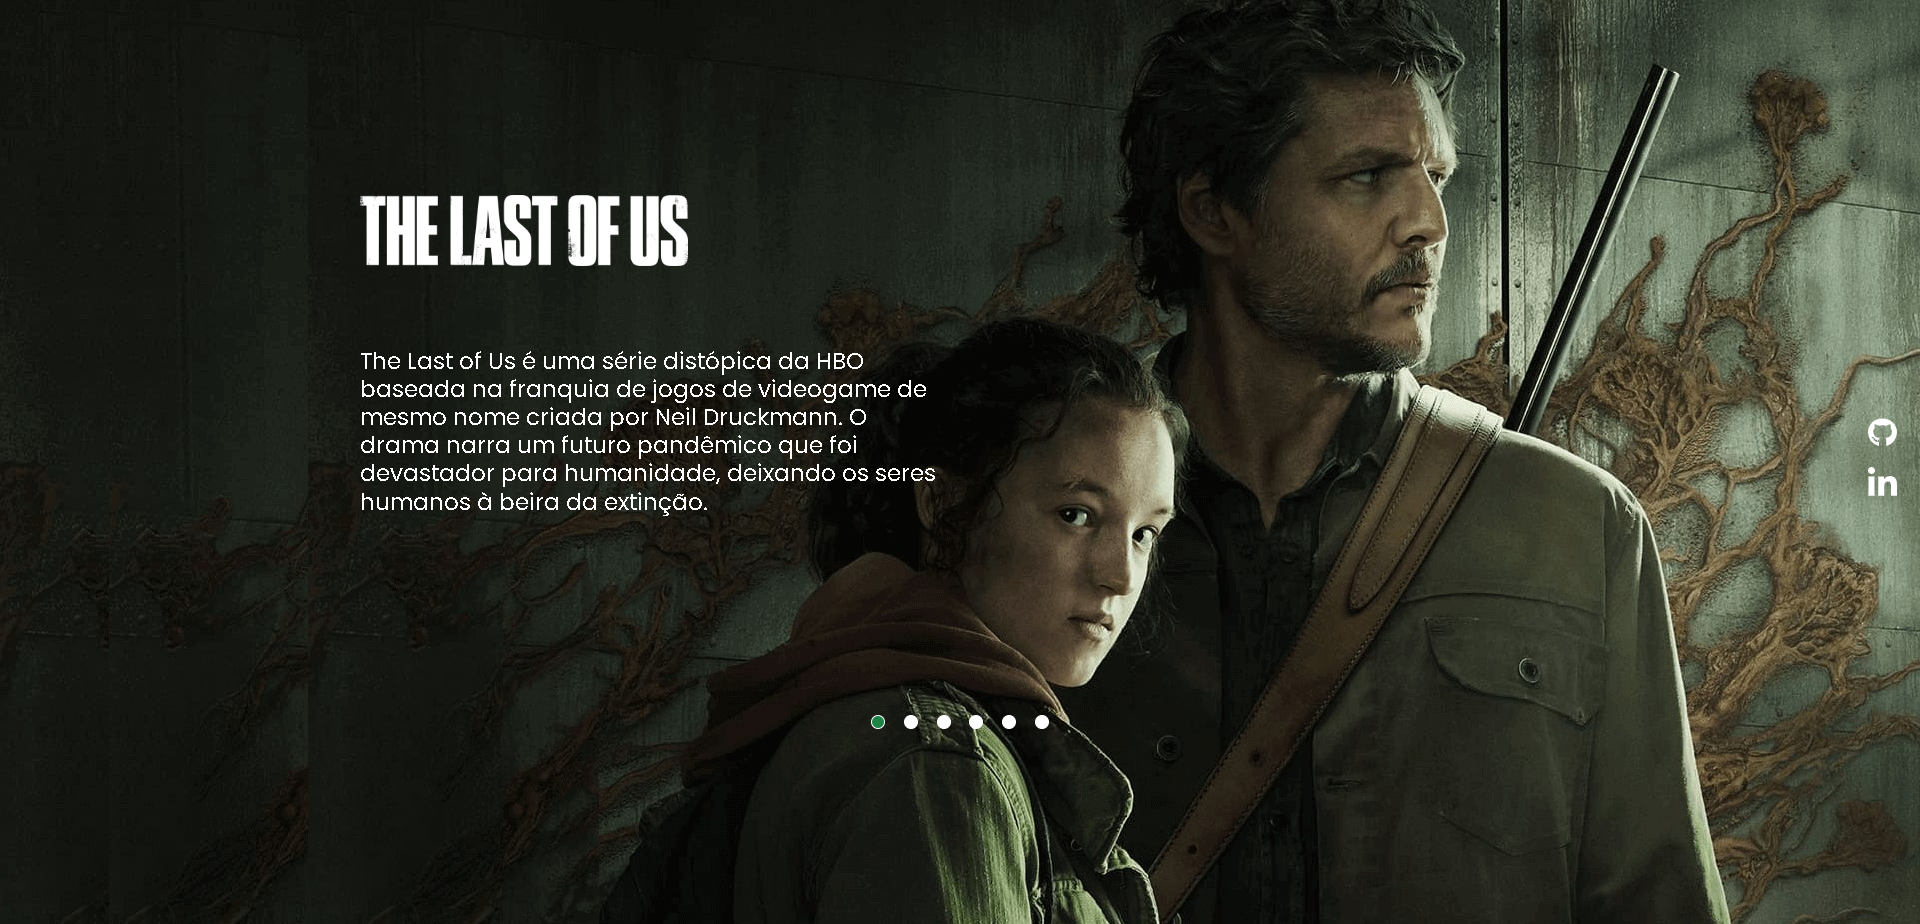 THE LAST OF US
The Last of Us é uma série distópica da HBO
baseada na franquia de jogos de videogame de
mesmo nome criada por Neil Druckmann. O
drama narra um futuro pandêmico que foi
devastador para humanidade, deixando os seres
humanos à beira da extinção.
in